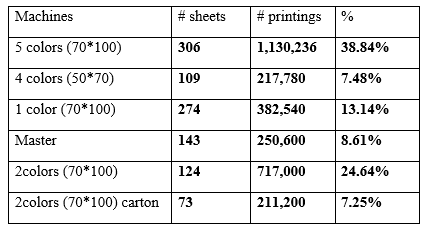 Machines # sheets # printings %
5 colors (70*100) 306 1,130,236 38.84%
4 colors (50*70) 109 217,780 7.48%
1 color (70*100) 274 382,540 13.14%
Master 143 250,600 8.61%
2colors (70*100) 124 717,000 24.64%
2colors (70*100) carton 73 211,200 7.25%